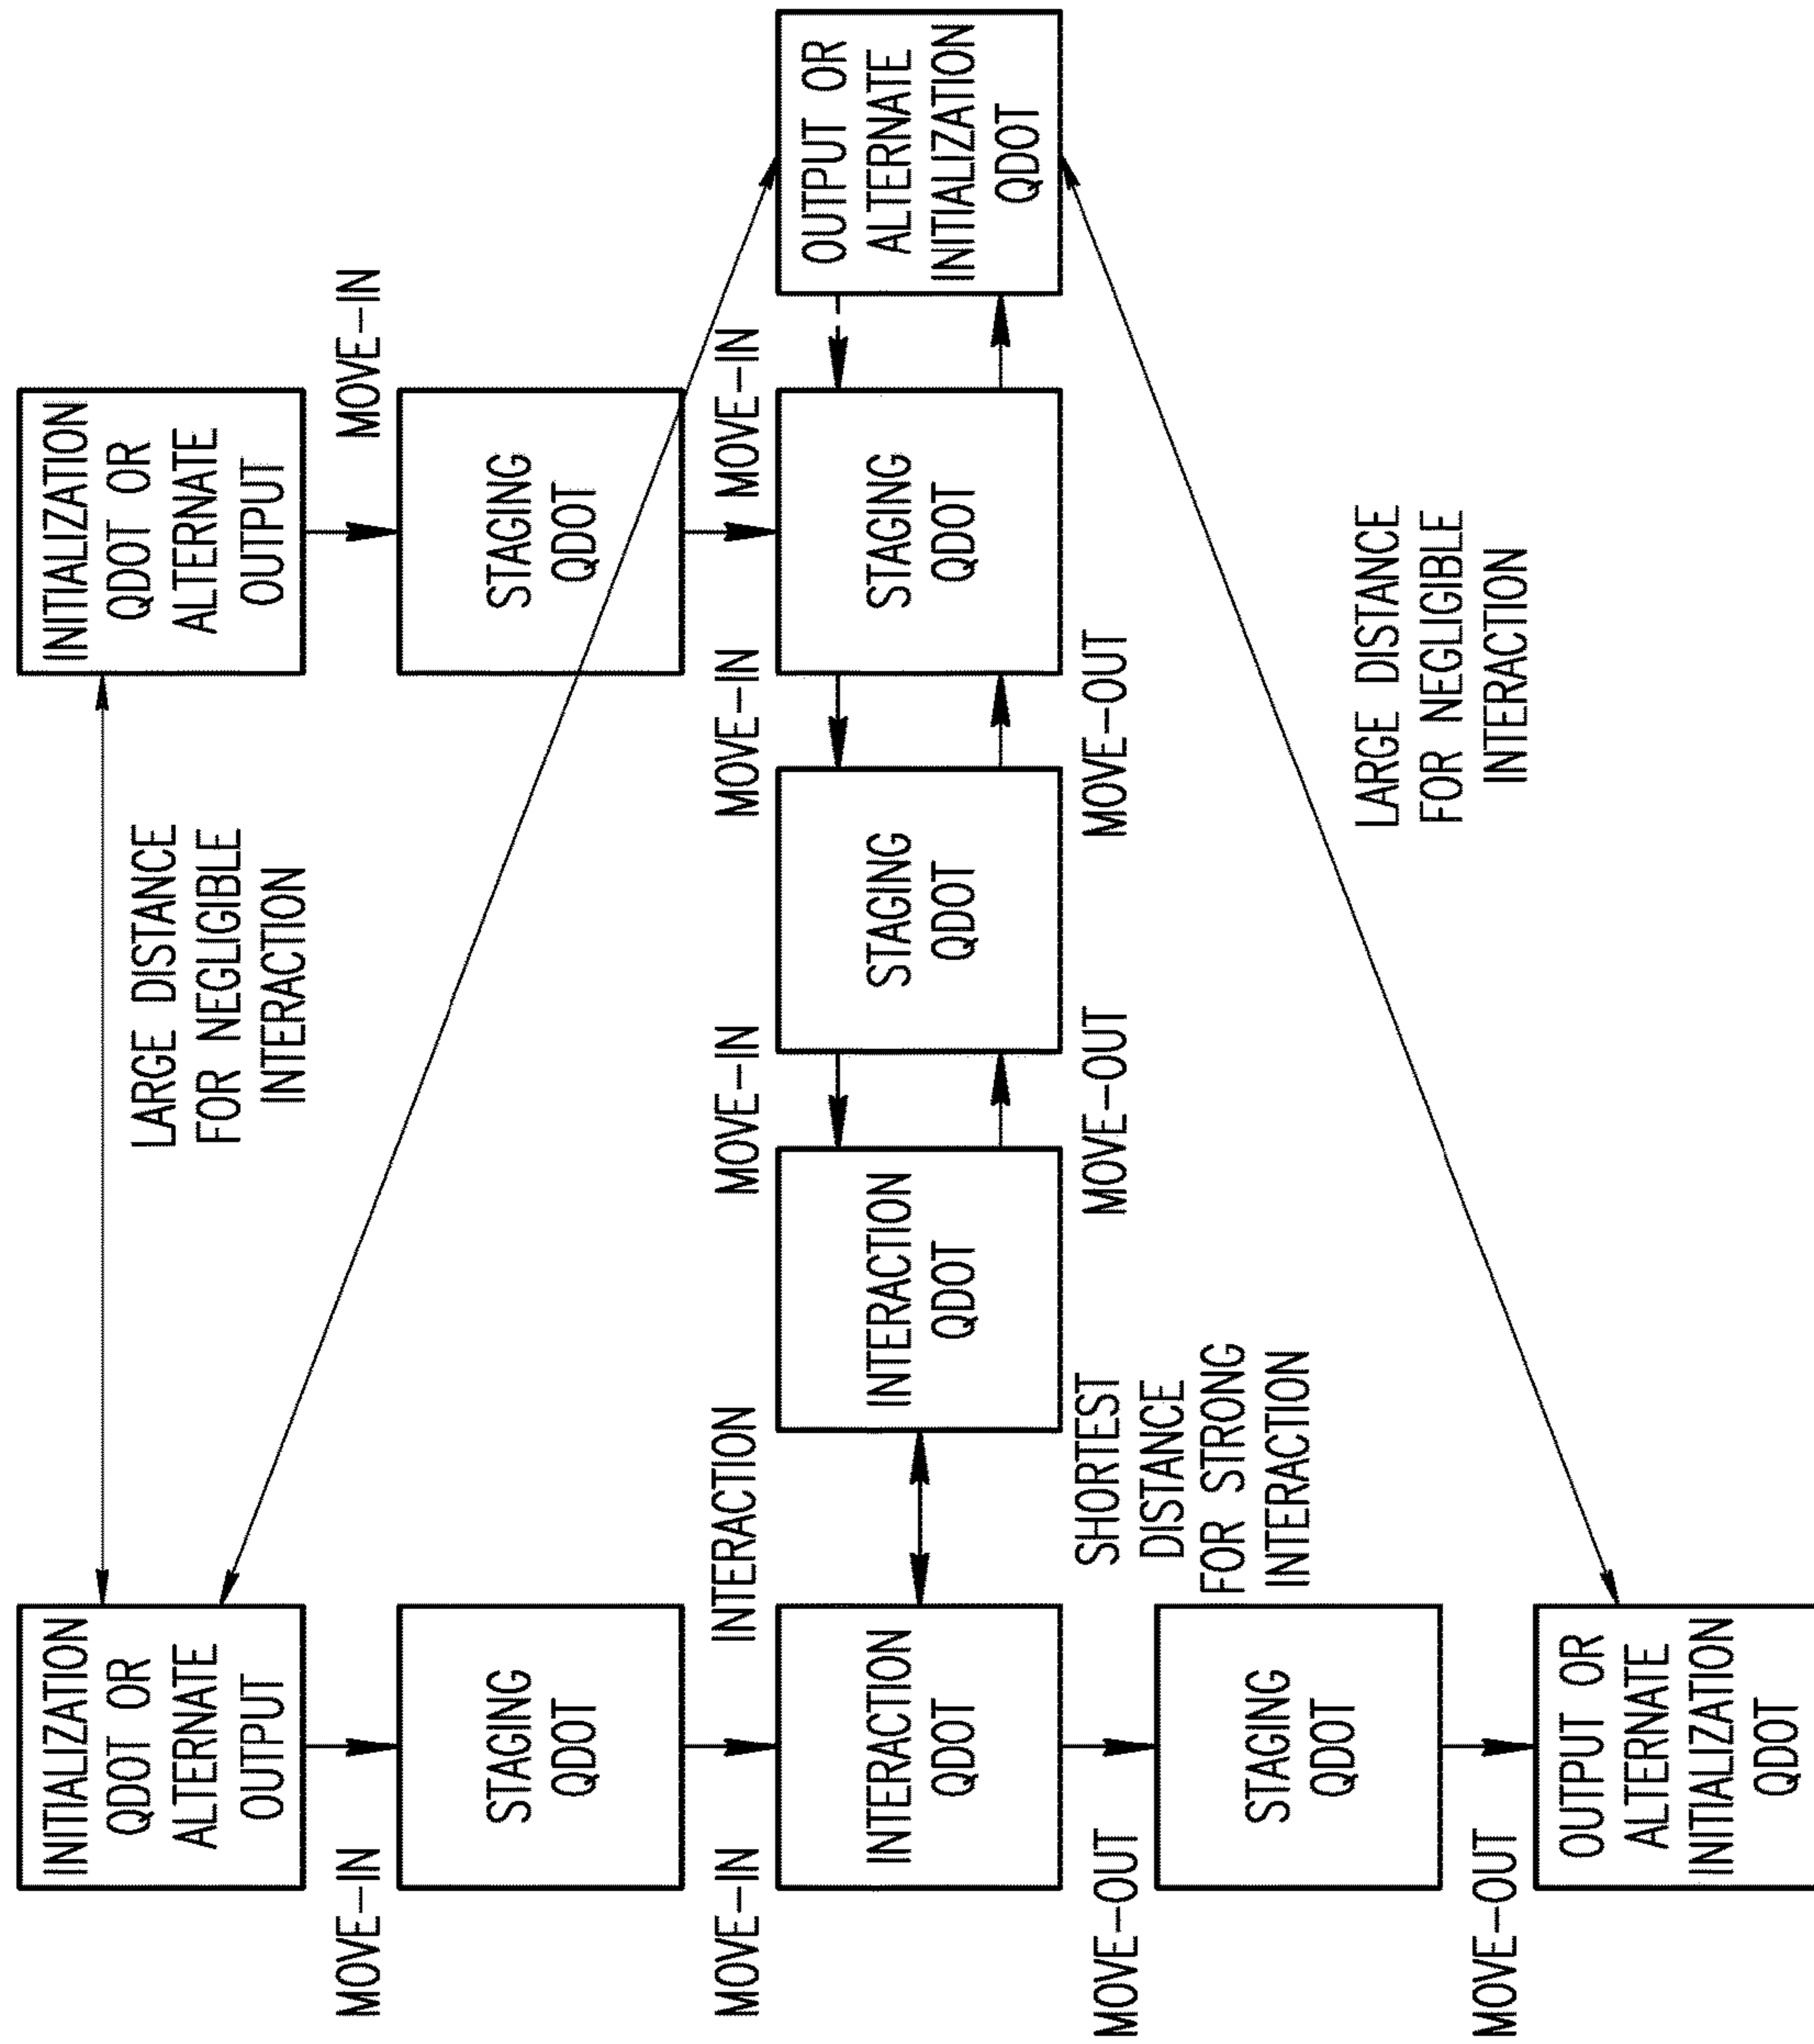 INITIALIZATION
QDOT OR
ALTERNATE
OUTPUT
LARGE DISTANCE
FOR NEGLIGIBLE
INTERACTION
INITIALIZATION
QDOT OR
ALTERNATE
OUTPUT
MOVE-IN
MOVE-IN
STAGING
QDOT
STAGING
QDOT
MOVE-IN
INTERACTION
MOVE-IN
MOVE-IN
MOVE-IN
INTERACTION
QDOT
INTERACTION
QDOT
STAGING
QDOT
STAGING
QDOT
OUTPUT OR
ALTERNATE
INITIALIZATION
QDOT
MOVE-OUT
SHORTEST
DISTANCE
FOR STRONG
INTERACTION
MOVE-OUT
MOVE-OUT
STAGING
QDOT
LARGE DISTANCE
FOR NEGLIGIBLE
INTERACTION
MOVE-OUT
OUTPUT OR
ALTERNATE
INITIALIZATION
QDOT